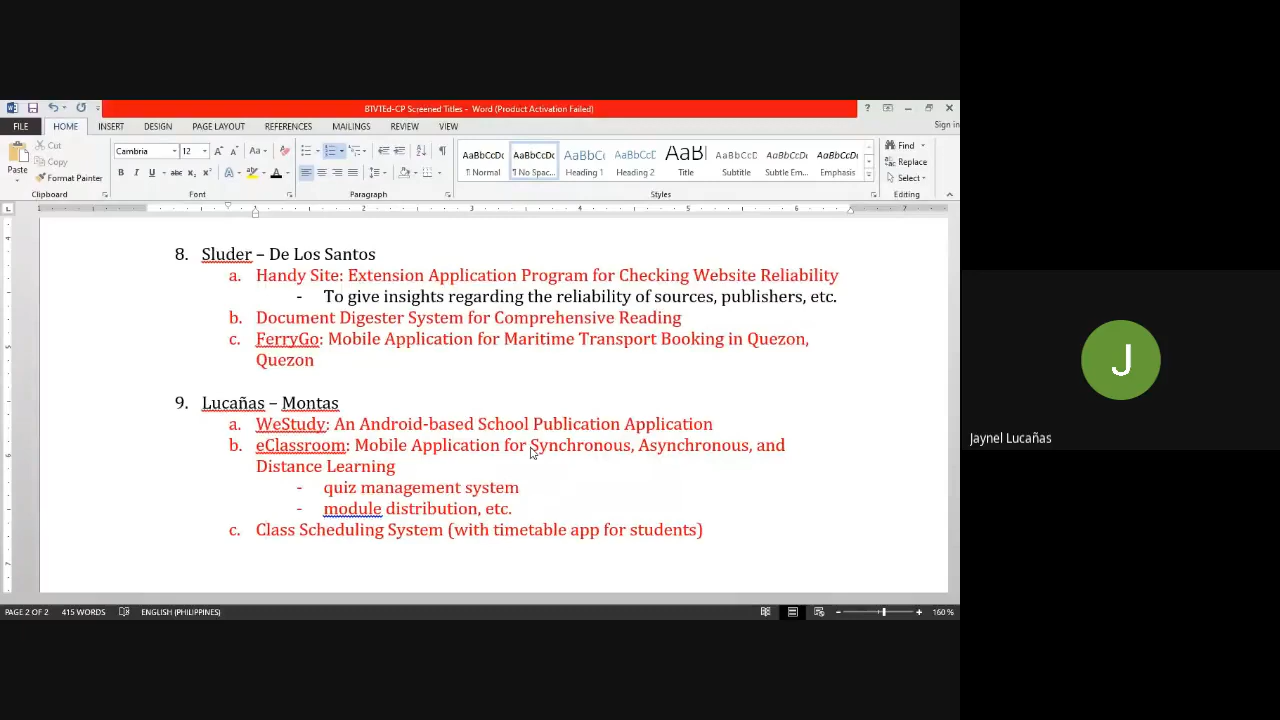 BTVTEd-CP Screened Titles - Word (Product Activation Failed)
FILE HOME INSERT DESIGN PAGE LAYOUT REFERENCES MAILINGS REVIEW VIEW Sign in
Paste
Cut
Copy
Format Painter
Clipboard
Cambria 12
Font
Paragraph
AaBbCcDc ¶ Normal
AaBbCcDc ¶ No Spac...
AaBbCc Heading 1
AaBbCcD Heading 2
AaBl Title
AaBbCcD Subtitle
AaBbCcDc Subtle Em...
AaBbCcDc Emphasis
Styles
Find
Replace
Select
Editing
8. Sluder – De Los Santos
a. Handy Site: Extension Application Program for Checking Website Reliability
- To give insights regarding the reliability of sources, publishers, etc.
b. Document Digester System for Comprehensive Reading
c. FerryGo: Mobile Application for Maritime Transport Booking in Quezon,
Quezon
9. Lucañas – Montas
a. WeStudy: An Android-based School Publication Application
b. eClassroom: Mobile Application for Synchronous, Asynchronous, and
Distance Learning
- quiz management system
- module distribution, etc.
c. Class Scheduling System (with timetable app for students)
PAGE 2 OF 2 415 WORDS ENGLISH (PHILIPPINES) 160 %
J
Jaynel Lucañas